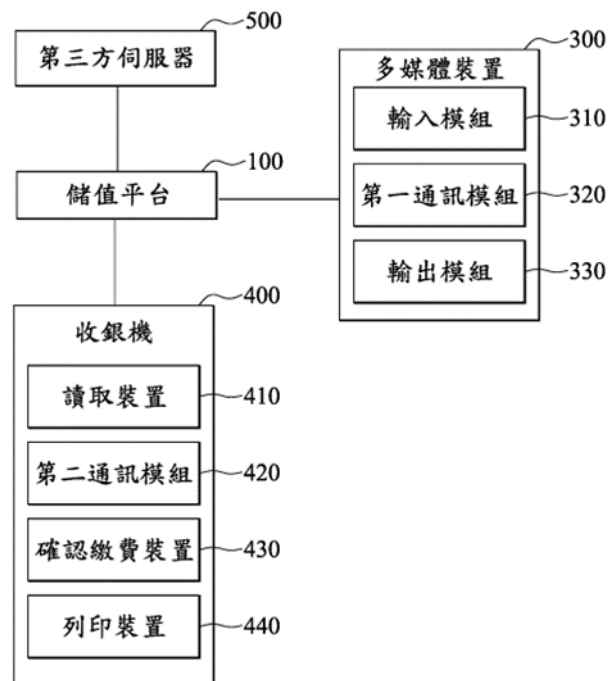 500
第三方伺服器
100
儲值平台
300
多媒體裝置
輸入模組
310
第一通訊模組
320
輸出模組
330
400
收銀機
讀取裝置
410
第二通訊模組
420
確認繳費裝置
430
列印裝置
440